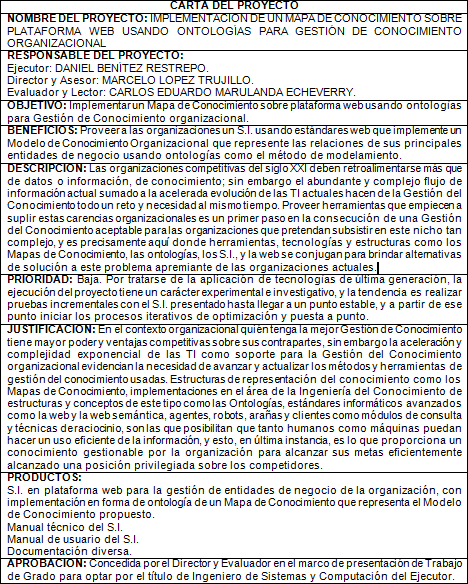 CARTA DEL PROYECTO
NOMBRE DEL PROYECTO: IMPLEMENTACIÓN DE UN MAPA DE CONOCIMIENTO SOBRE
PLATAFORMA WEB USANDO ONTOLOGÍAS PARA GESTIÓN DE CONOCIMIENTO
ORGANIZACIONAL
RESPONSABLE DEL PROYECTO:
Ejecutor: DANIEL BENÍTEZ RESTREPO.
Director y Asesor: MARCELO LOPEZ TRUJILLO.
Evaluador y Lector: CARLOS EDUARDO MARULANDA ECHEVERRY.
OBJETIVO: Implementar un Mapa de Conocimiento sobre plataforma web usando ontologías
para Gestión de Conocimiento organizacional.
BENEFICIOS: Proveer a las organizaciones un S.I. usando estándares web que implemente un
Modelo de Conocimiento Organizacional que represente las relaciones de sus principales
entidades de negocio usando ontologías como el método de modelamiento.
DESCRIPCIÓN: Las organizaciones competitivas del siglo XXI deben retroalimentarse más que
de datos o información, de conocimiento; sin embargo el abundante y complejo flujo de
información actual sumado a la acelerada evolución de las TI actuales hacen de la Gestión del
Conocimiento todo un reto y necesidad al mismo tiempo. Proveer herramientas que empiecen a
suplir estas carencias organizacionales es un primer paso en la consecución de una Gestión
del Conocimiento aceptable para las organizaciones que pretendan subsistir en este nicho tan
complejo, y es precisamente aquí donde herramientas, tecnologías y estructuras como los
Mapas de Conocimiento, las ontologías, los S.I., y la web se conjugan para brindar alternativas
de solución a este problema apremiante de las organizaciones actuales.
PRIORIDAD: Baja. Por tratarse de la aplicación de tecnologías de última generación, la
ejecución del proyecto tiene un carácter experimental e investigativo, y la tendencia es realizar
pruebas incrementales con el S.I. presentado hasta llegar a un punto estable, y a partir de ese
punto iniciar los procesos iterativos de optimización y puesta a punto.
JUSTIFICACIÓN: En el contexto organizacional quién tenga la mejor Gestión de Conocimiento
tiene mayor poder y ventajas competitivas sobre sus contrapartes, sin embargo la aceleración y
complejidad exponencial de las TI como soporte para la Gestión del Conocimiento
organizacional evidencian la necesidad de avanzar y actualizar los métodos y herramientas de
gestión del conocimiento usadas. Estructuras de representación del conocimiento como los
Mapas de Conocimiento, implementaciones en el área de la Ingeniería del Conocimiento de
estructuras y conceptos de este tipo como las Ontologías, estándares informáticos avanzados
como la web y la web semántica, agentes, robots, arañas y clientes como módulos de consulta
y técnicas de raciocinio, son las que posibilitan que tanto humanos como máquinas puedan
hacer un uso eficiente de la información, y esto, en última instancia, es lo que proporciona un
conocimiento gestionable por la organización para alcanzar sus metas eficientemente
alcanzado una posición privilegiada sobre los competidores.
PRODUCTOS:
S.I. en plataforma web para la gestión de entidades de negocio de la organización, con
implementación en forma de ontología de un Mapa de Conocimiento que representa el Modelo
de Conocimiento propuesto.
Manual técnico del S.I.
Manual de usuario del S.I.
Documentación diversa.
APROBACIÓN: Concedida por el Director y Evaluador en el marco de presentación de Trabajo
de Grado para optar por el título de Ingeniero de Sistemas y Computación del Ejecutor.